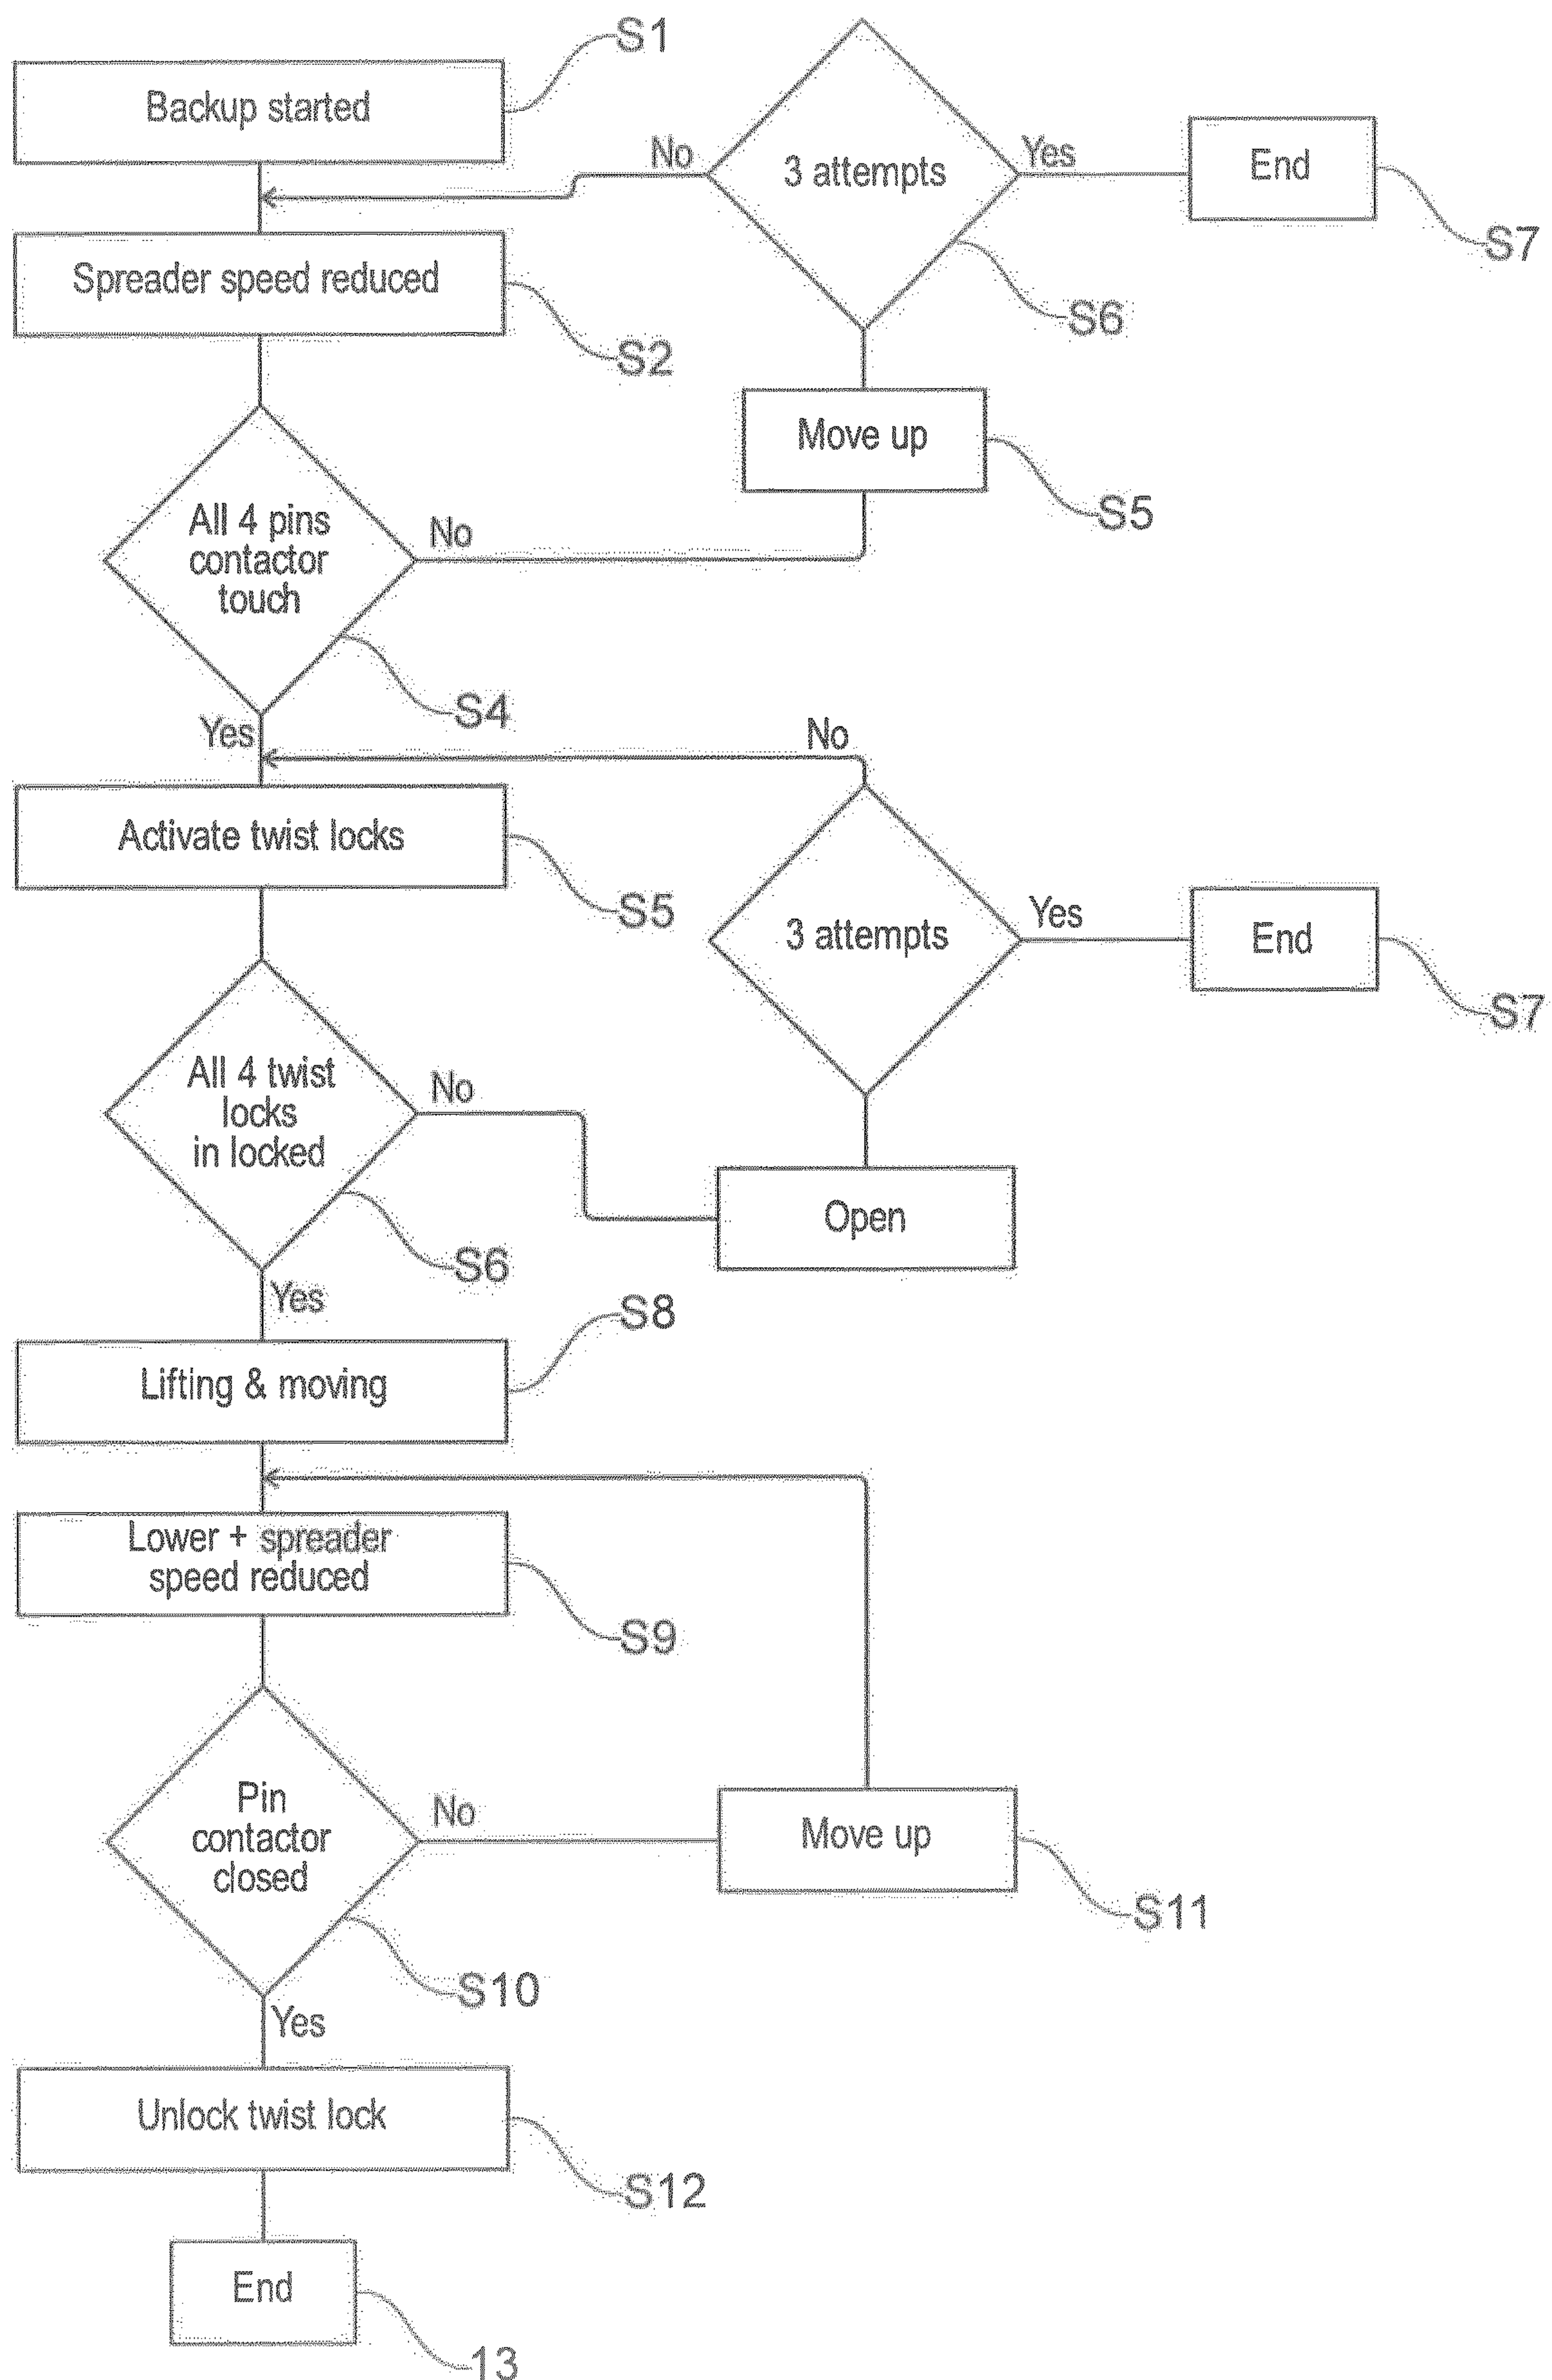 S1
Backup started
No
3 attempts
Yes
End
S7
Spreader speed reduced
S6
S2
Move up
S5
All 4 pins
contactor
touch
No
S4
Yes
No
Activate twist locks
S5
3 attempts
Yes
End
S7
All 4 twist
locks
in locked
No
Open
S6
Yes
S8
Lifting & moving
Lower + spreader
speed reduced
S9
Pin
contactor
closed
No
Move up
S11
S10
Yes
Unlock twist lock
S12
End
13